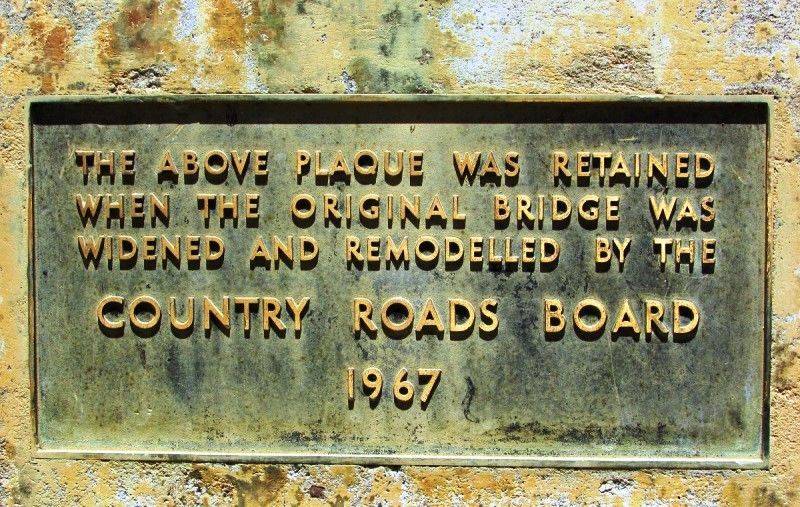 THE ABOVE PLAQUE WAS RETAINED
WHEN THE ORIGINAL BRIDGE WAS
WIDENED AND REMODELLED BY THE
COUNTRY ROADS BOARD
1967